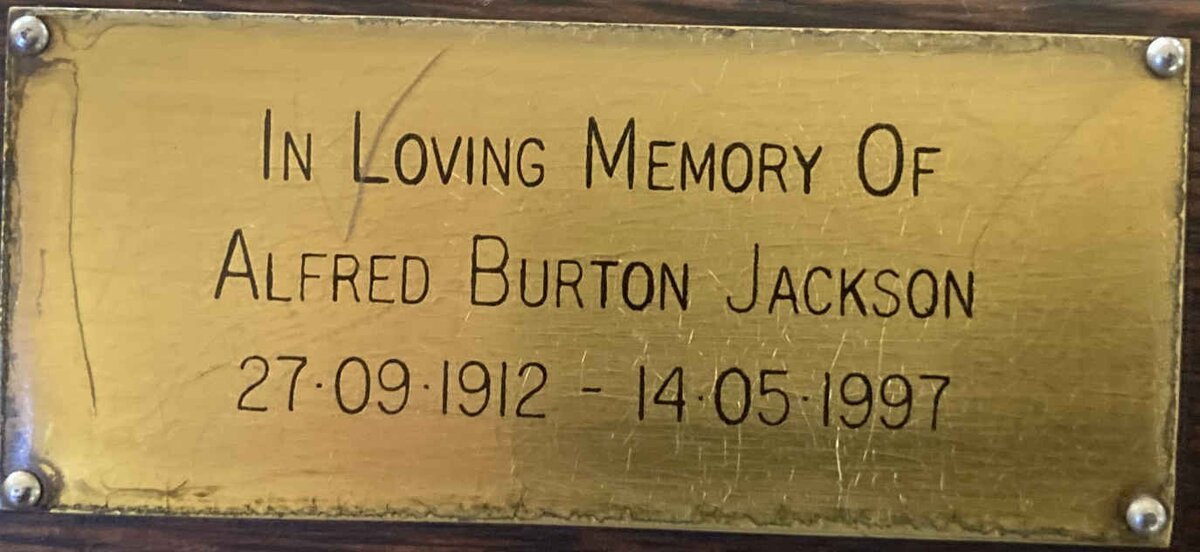 In Loving Memory Of
Alfred Burton Jackson
27·09·1912 - 14·05·1997